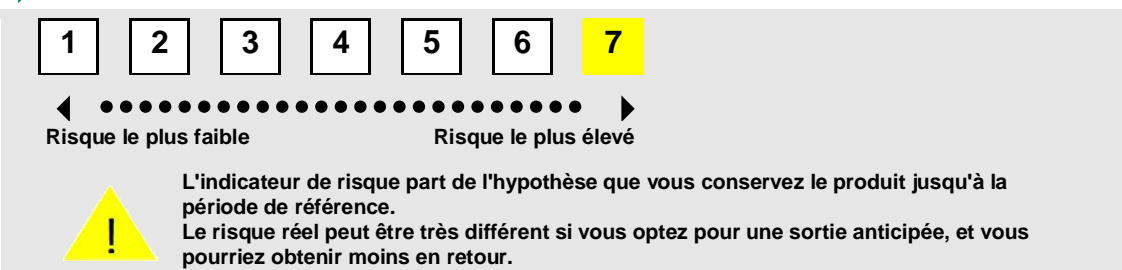 1 2 3 4 5 6 7
Risque le plus faible Risque le plus élevé
L'indicateur de risque part de l'hypothèse que vous conservez le produit jusqu'à la
période de référence.
! Le risque réel peut être très différent si vous optez pour une sortie anticipée, et vous
pourriez obtenir moins en retour.